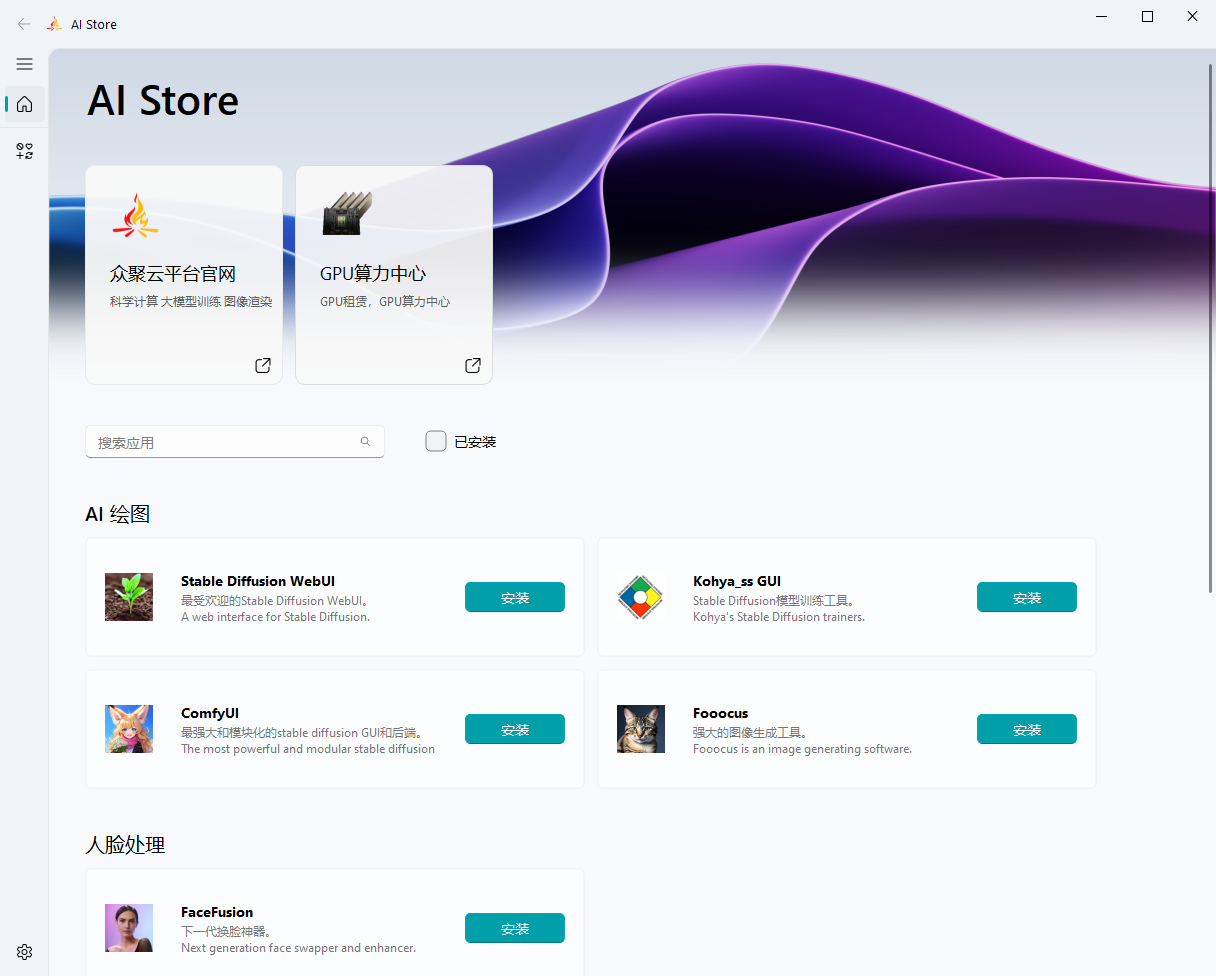 AI Store
AI Store
众聚云平台官网
科学计算 大模型训练 图像渲染
GPU算力中心
GPU租赁，GPU算力中心
搜索应用
已安装
AI 绘图
Stable Diffusion WebUI
最受欢迎的Stable Diffusion WebUI。
A web interface for Stable Diffusion.
安装
Kohya_ss GUI
Stable Diffusion模型训练工具。
Kohya's Stable Diffusion trainers.
安装
ComfyUI
最强大和模块化的stable diffusion GUI和后端。
The most powerful and modular stable diffusion
安装
Fooocus
强大的图像生成工具。
Fooocus is an image generating software.
安装
人脸处理
FaceFusion
下一代换脸神器。
Next generation face swapper and enhancer.
安装